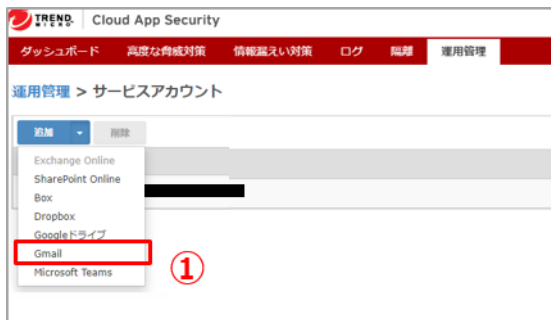 TREND MICRO Cloud App Security
ダッシュボード 高度な脅威対策 情報漏えい対策 ログ 隔離 運用管理
運用管理 > サービスアカウント
追加 削除
Exchange Online
SharePoint Online
Box
Dropbox
Googleドライブ
Gmail
①
Microsoft Teams